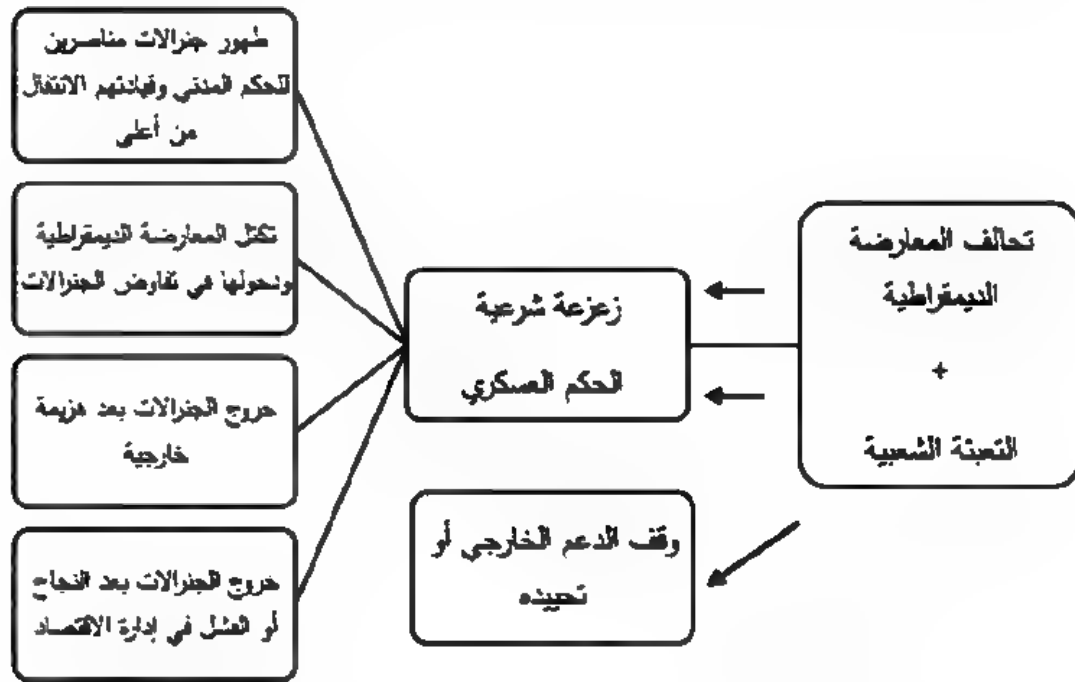 تحالف المعارضة
الديمقراطية
+
التعبئة الشعبية
زعزعة شرعية
الحكم العسكري
وقف الدعم الخارجي أو
تحييده
ظهور جنرالات مناصرين
للحكم المدني وقيادتهم الانتقال
من أعلى
تكتل المعارضة الديمقراطية
ودخولها في تفاوض الجنرالات
خروج الجنرالات بعد هزيمة
خارجية
خروج الجنرالات بعد النجاح
أو الفشل في إدارة الاقتصاد